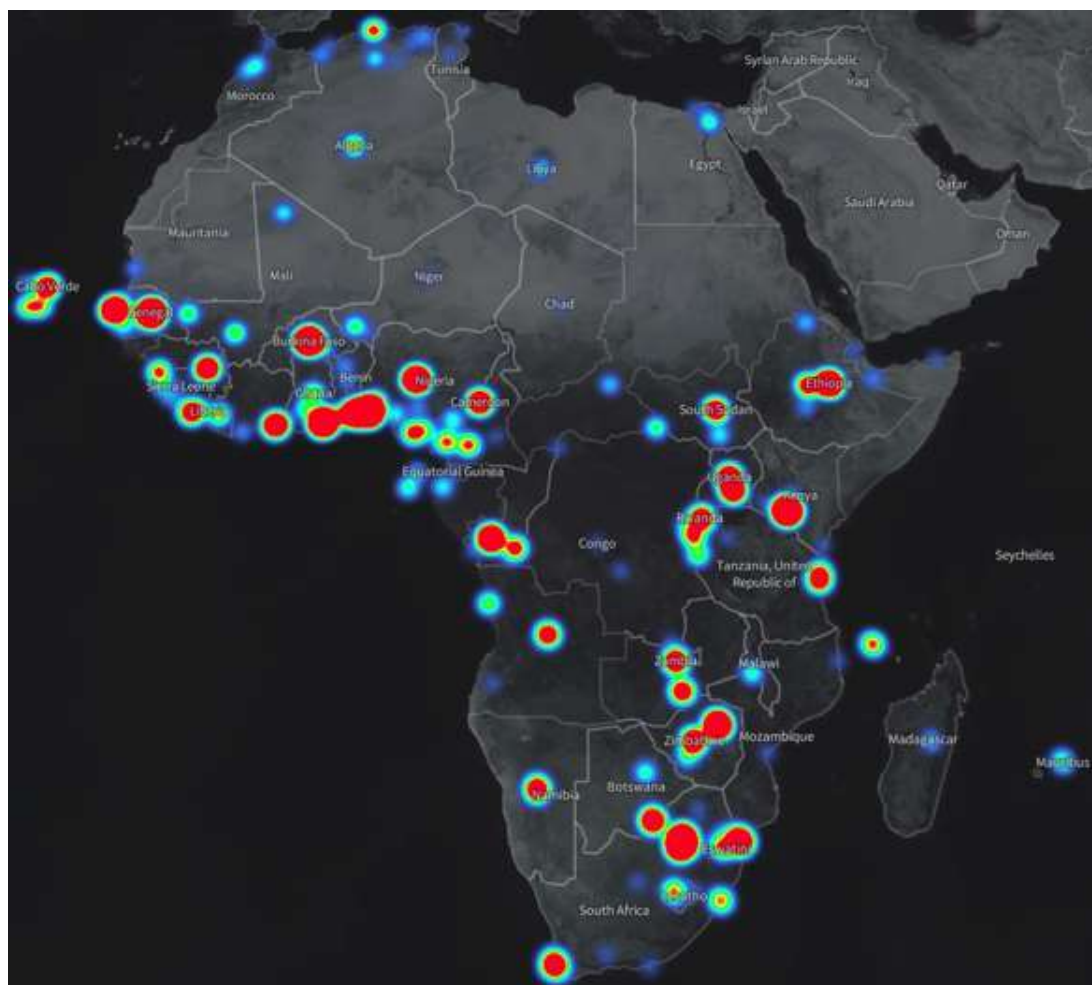 Syrian Arab Republic
Tunisia
Iraq
Morocco
Israel
Algeria
Egypt
Libya
Qatar
Saudi Arabia
Mauritania
Oman
Mali
Niger
Cabo Verde
Chad
Senegal
Burkina Faso
Benin
Nigeria
Ethiopia
Sierra Leone
Ghana
Cameroon
South Sudan
Liberia
Equatorial Guinea
Uganda
Kenya
Rwanda
Congo
Seychelles
Tanzania, United
Republic of
Zambia
Malawi
Mozambique
Zimbabwe
Madagascar
Mauritius
Botswana
Namibia
Eswatini
Lesotho
South Africa